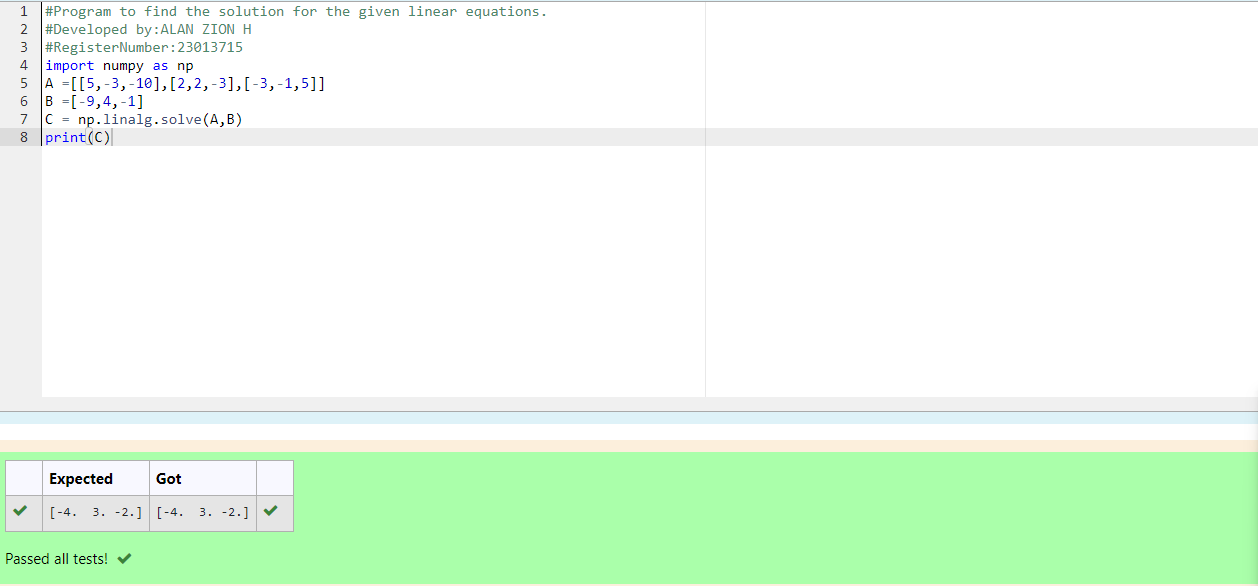 1 #Program to find the solution for the given linear equations.
2 #Developed by:ALAN ZION H
3 #RegisterNumber:23013715
4 import numpy as np
5 A =[[5,-3,-10],[2,2,-3],[-3,-1,5]]
6 B =[-9,4,-1]
7 C = np.linalg.solve(A,B)
8 print(C)
Expected Got
[-4.  3. -2.] [-4.  3. -2.]
Passed all tests!